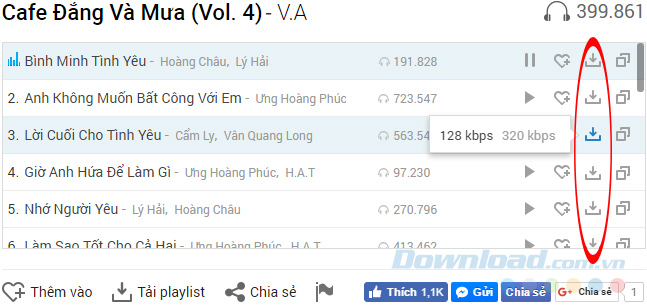 Cafe Đắng Và Mưa (Vol. 4) - V.A 399.861
Bình Minh Tình Yêu - Hoàng Châu, Lý Hải 191.828
2. Anh Không Muốn Bất Công Với Em - Ưng Hoàng Phúc 723.547
3. Lời Cuối Cho Tình Yêu - Cẩm Ly, Vân Quang Long 563.54 128 kbps 320 kbps
4. Giờ Anh Hứa Để Làm Gì - Ưng Hoàng Phúc, H.A.T 97.230
5. Nhớ Người Yêu - Lý Hải, Hoàng Châu 270.796
6. Làm Sao Tốt Cho Cả Hai - Ưng Hoàng Phúc, H.A.T 413.462
Download.com.vn
Thêm vào Tải playlist Chia sẻ Thích 1,1K Gửi Chia sẻ G+ Chia sẻ 1